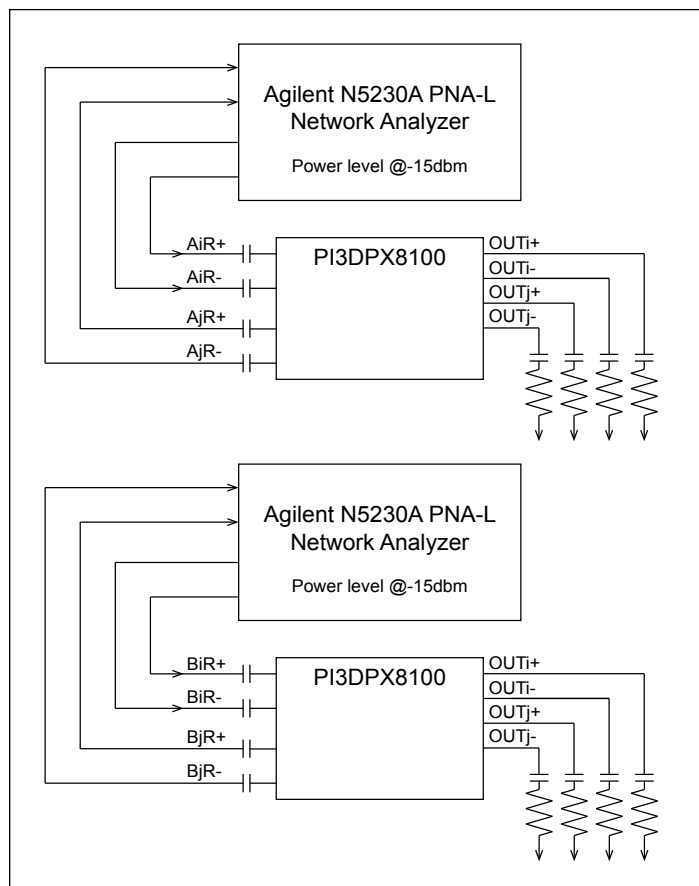 Agilent N5230A PNA-L
Network Analyzer
Power level @-15dbm
AiR+
AiR-
AjR+
AjR-
PI3DPX8100
OUTi+
OUTi-
OUTj+
OUTj-
Agilent N5230A PNA-L
Network Analyzer
Power level @-15dbm
BiR+
BiR-
BjR+
BjR-
PI3DPX8100
OUTi+
OUTi-
OUTj+
OUTj-